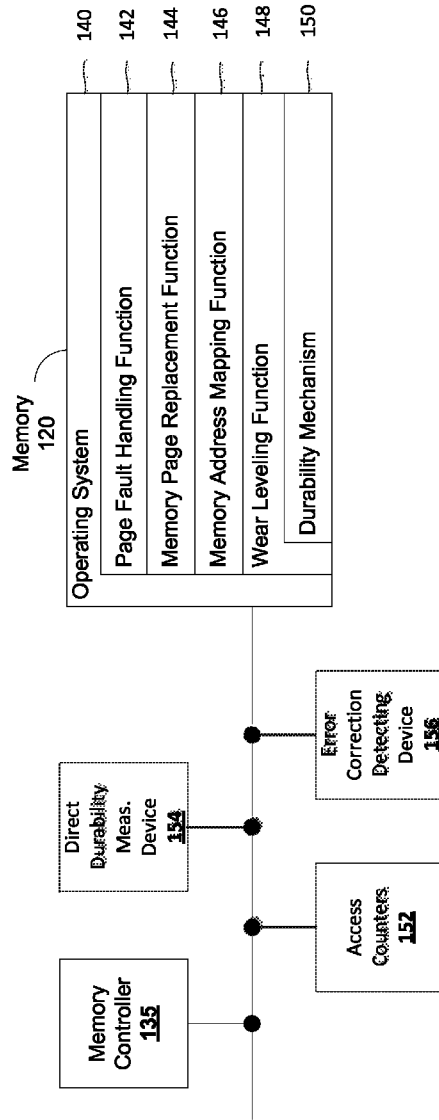 Memory
120
Operating System
140
Page Fault Handling Function
142
Memory Page Replacement Function
144
Memory Address Mapping Function
146
Wear Leveling Function
148
Durability Mechanism
150
Memory
Controller
135
Direct
Durability
Meas.
Device
154
Access
Counters
152
Error
Correction
Detecting
Device
156